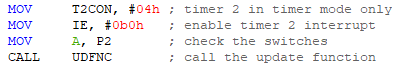 MOV T2CON, #04h ; timer 2 in timer mode only
MOV IE, #0b0h ; enable timer 2 interrupt
MOV A, P2 ; check the switches
CALL UDFNC ; call the update function